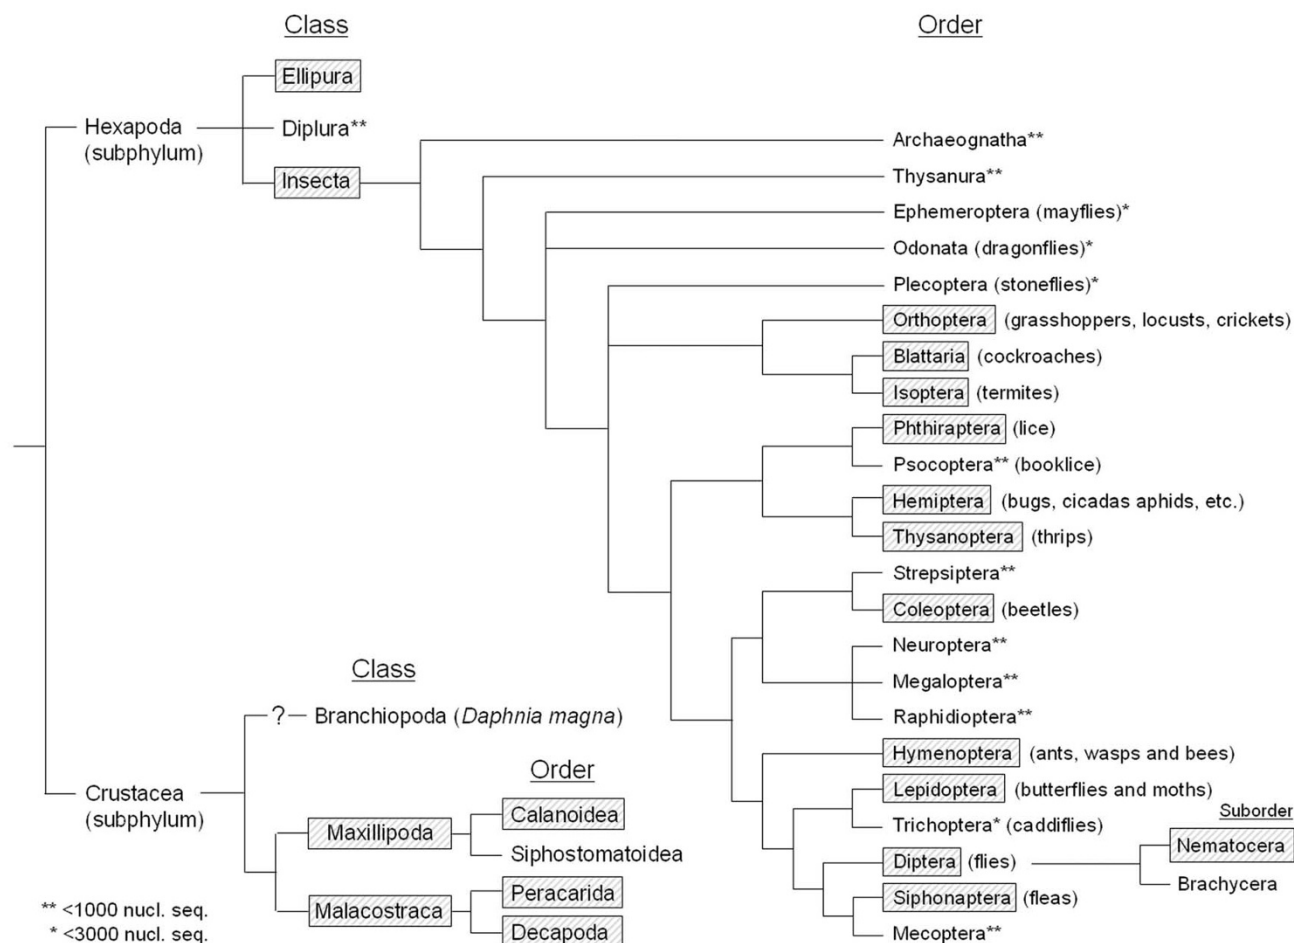 Class
Order
Ellipura
Hexapoda
(subphylum)
Diplura**
Insecta
Archaeognatha**
Thysanura**
Ephemeroptera (mayflies)*
Odonata (dragonflies)*
Plecoptera (stoneflies)*
Orthoptera (grasshoppers, locusts, crickets)
Blattaria (cockroaches)
Isoptera (termites)
Phthiraptera (lice)
Psocoptera** (booklice)
Hemiptera (bugs, cicadas aphids, etc.)
Thysanoptera (thrips)
Strepsiptera**
Coleoptera (beetles)
Neuroptera**
Megaloptera**
Raphidioptera**
Hymenoptera (ants, wasps and bees)
Lepidoptera (butterflies and moths)
Trichoptera* (caddiflies)
Suborder
Diptera (flies)
Nematocera
Brachycera
Siphonaptera (fleas)
Mecoptera**
Class
? Branchiopoda (Daphnia magna)
Crustacea
(subphylum)
Order
Maxillipoda
Calanoidea
Siphostomatoidea
Malacostraca
Peracarida
Decapoda
** <1000 nucl. seq.
* <3000 nucl. seq.